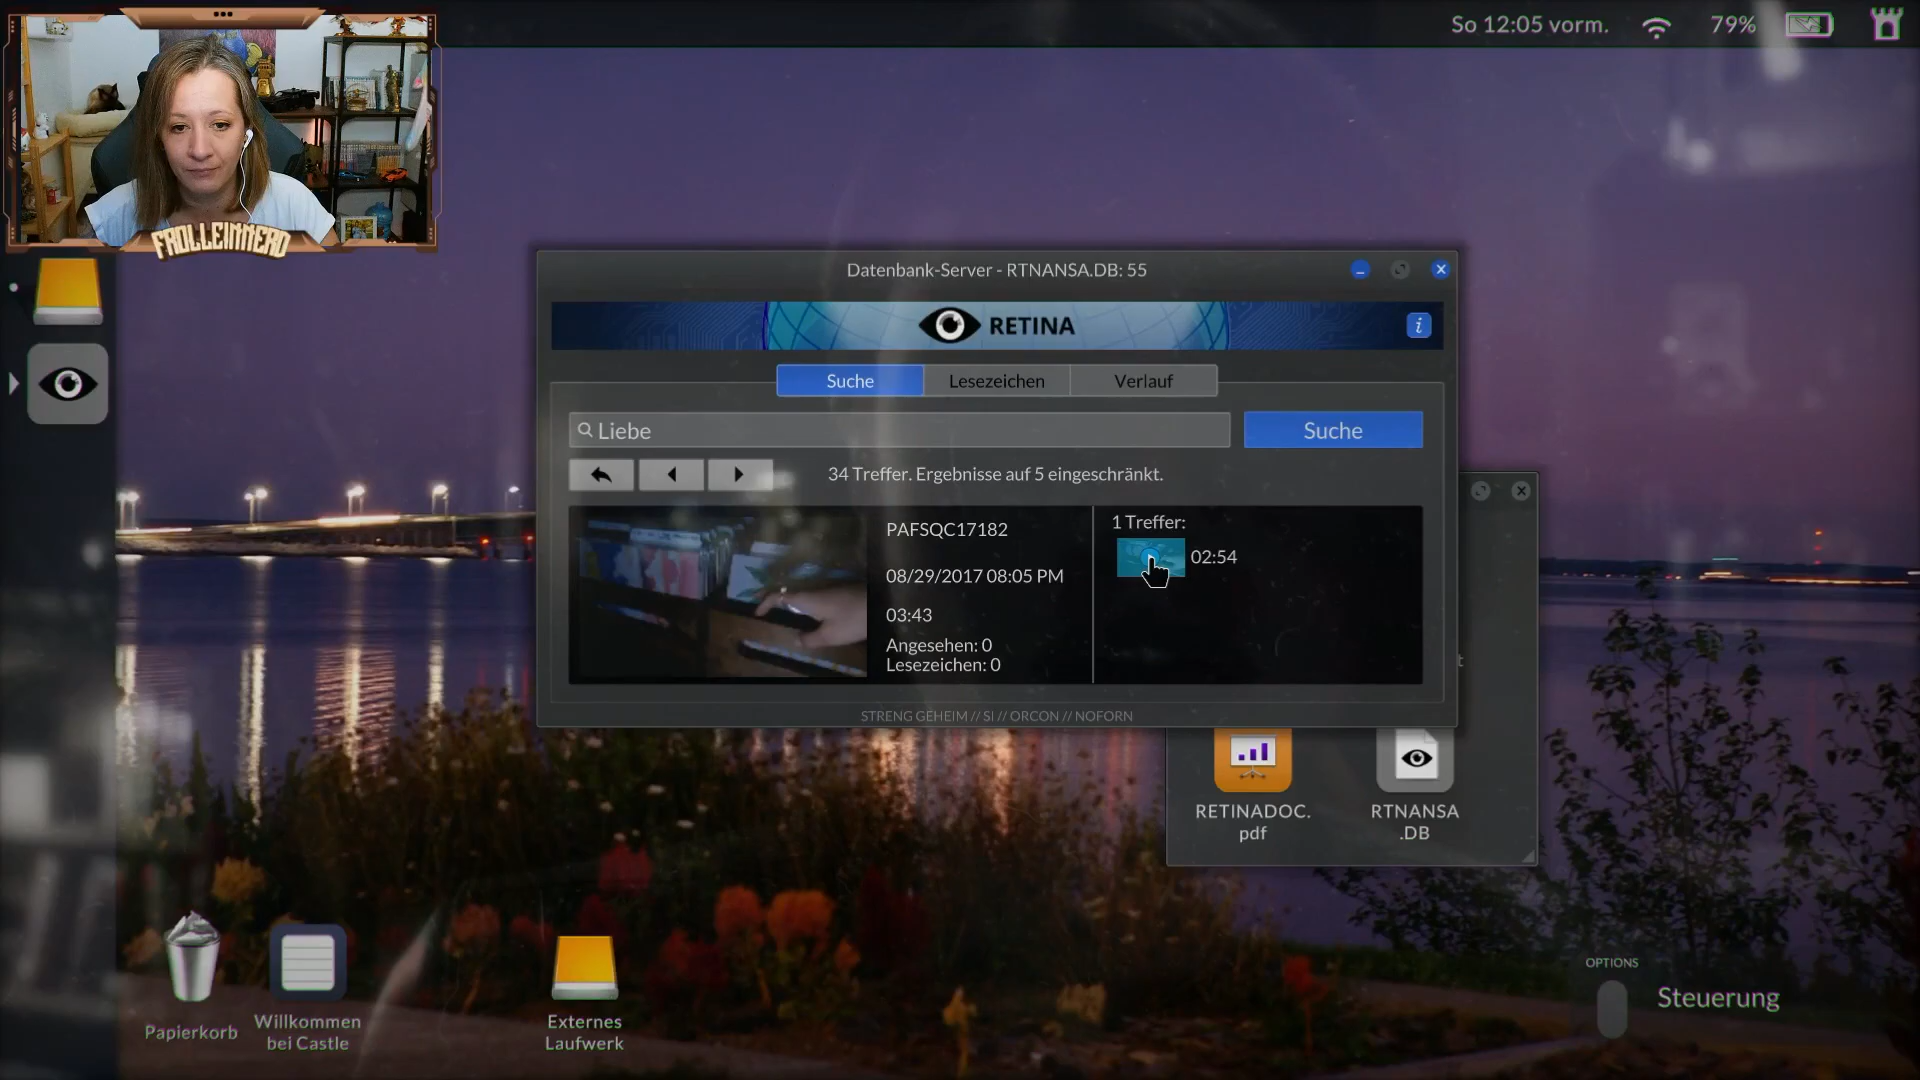 So 12:05 vorm.
79%
FROLLEINNERD
Datenbank-Server - RTNANSA.DB: 55
RETINA
i
Suche
Lesezeichen
Verlauf
Liebe
Suche
34 Treffer. Ergebnisse auf 5 eingeschränkt.
PAFSQC17182
08/29/2017 08:05 PM
03:43
Angesehen: 0
Lesezeichen: 0
1 Treffer:
02:54
STRENG GEHEIM // SI // ORCON // NOFORN
RETINADOC.
pdf
RTNANSA
.DB
Papierkorb
Willkommen
bei Castle
Externes
Laufwerk
OPTIONS
Steuerung